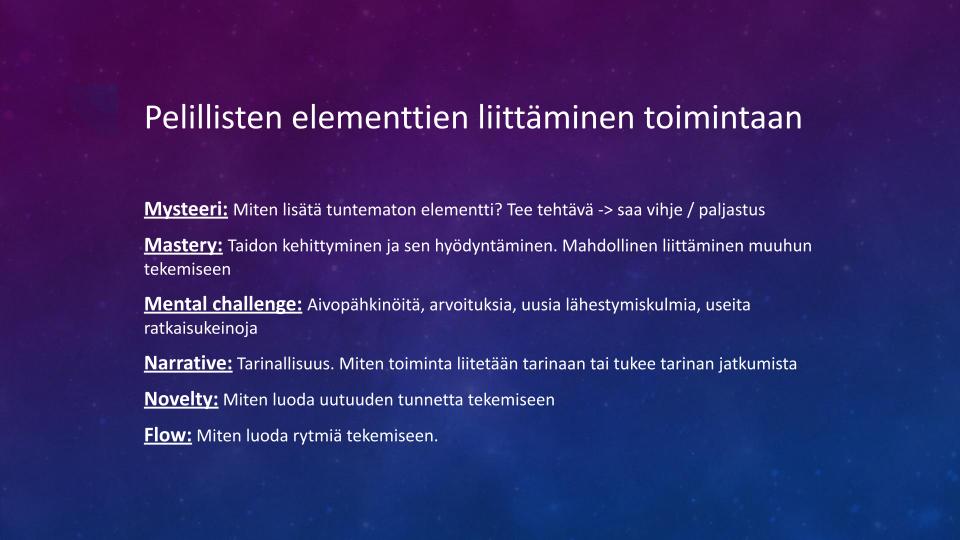 Pelillisten elementtien liittäminen toimintaan
Mysteeri: Miten lisätä tuntematon elementti? Tee tehtävä -> saa vihje / paljastus
Mastery: Taidon kehittyminen ja sen hyödyntäminen. Mahdollinen liittäminen muuhun
tekemiseen
Mental challenge: Aivopähkinöitä, arvoituksia, uusia lähestymiskulmia, useita
ratkaisukeinoja
Narrative: Tarinallisuus. Miten toiminta liitetään tarinaan tai tukee tarinan jatkumista
Novelty: Miten luoda uutuuden tunnetta tekemiseen
Flow: Miten luoda rytmiä tekemiseen.